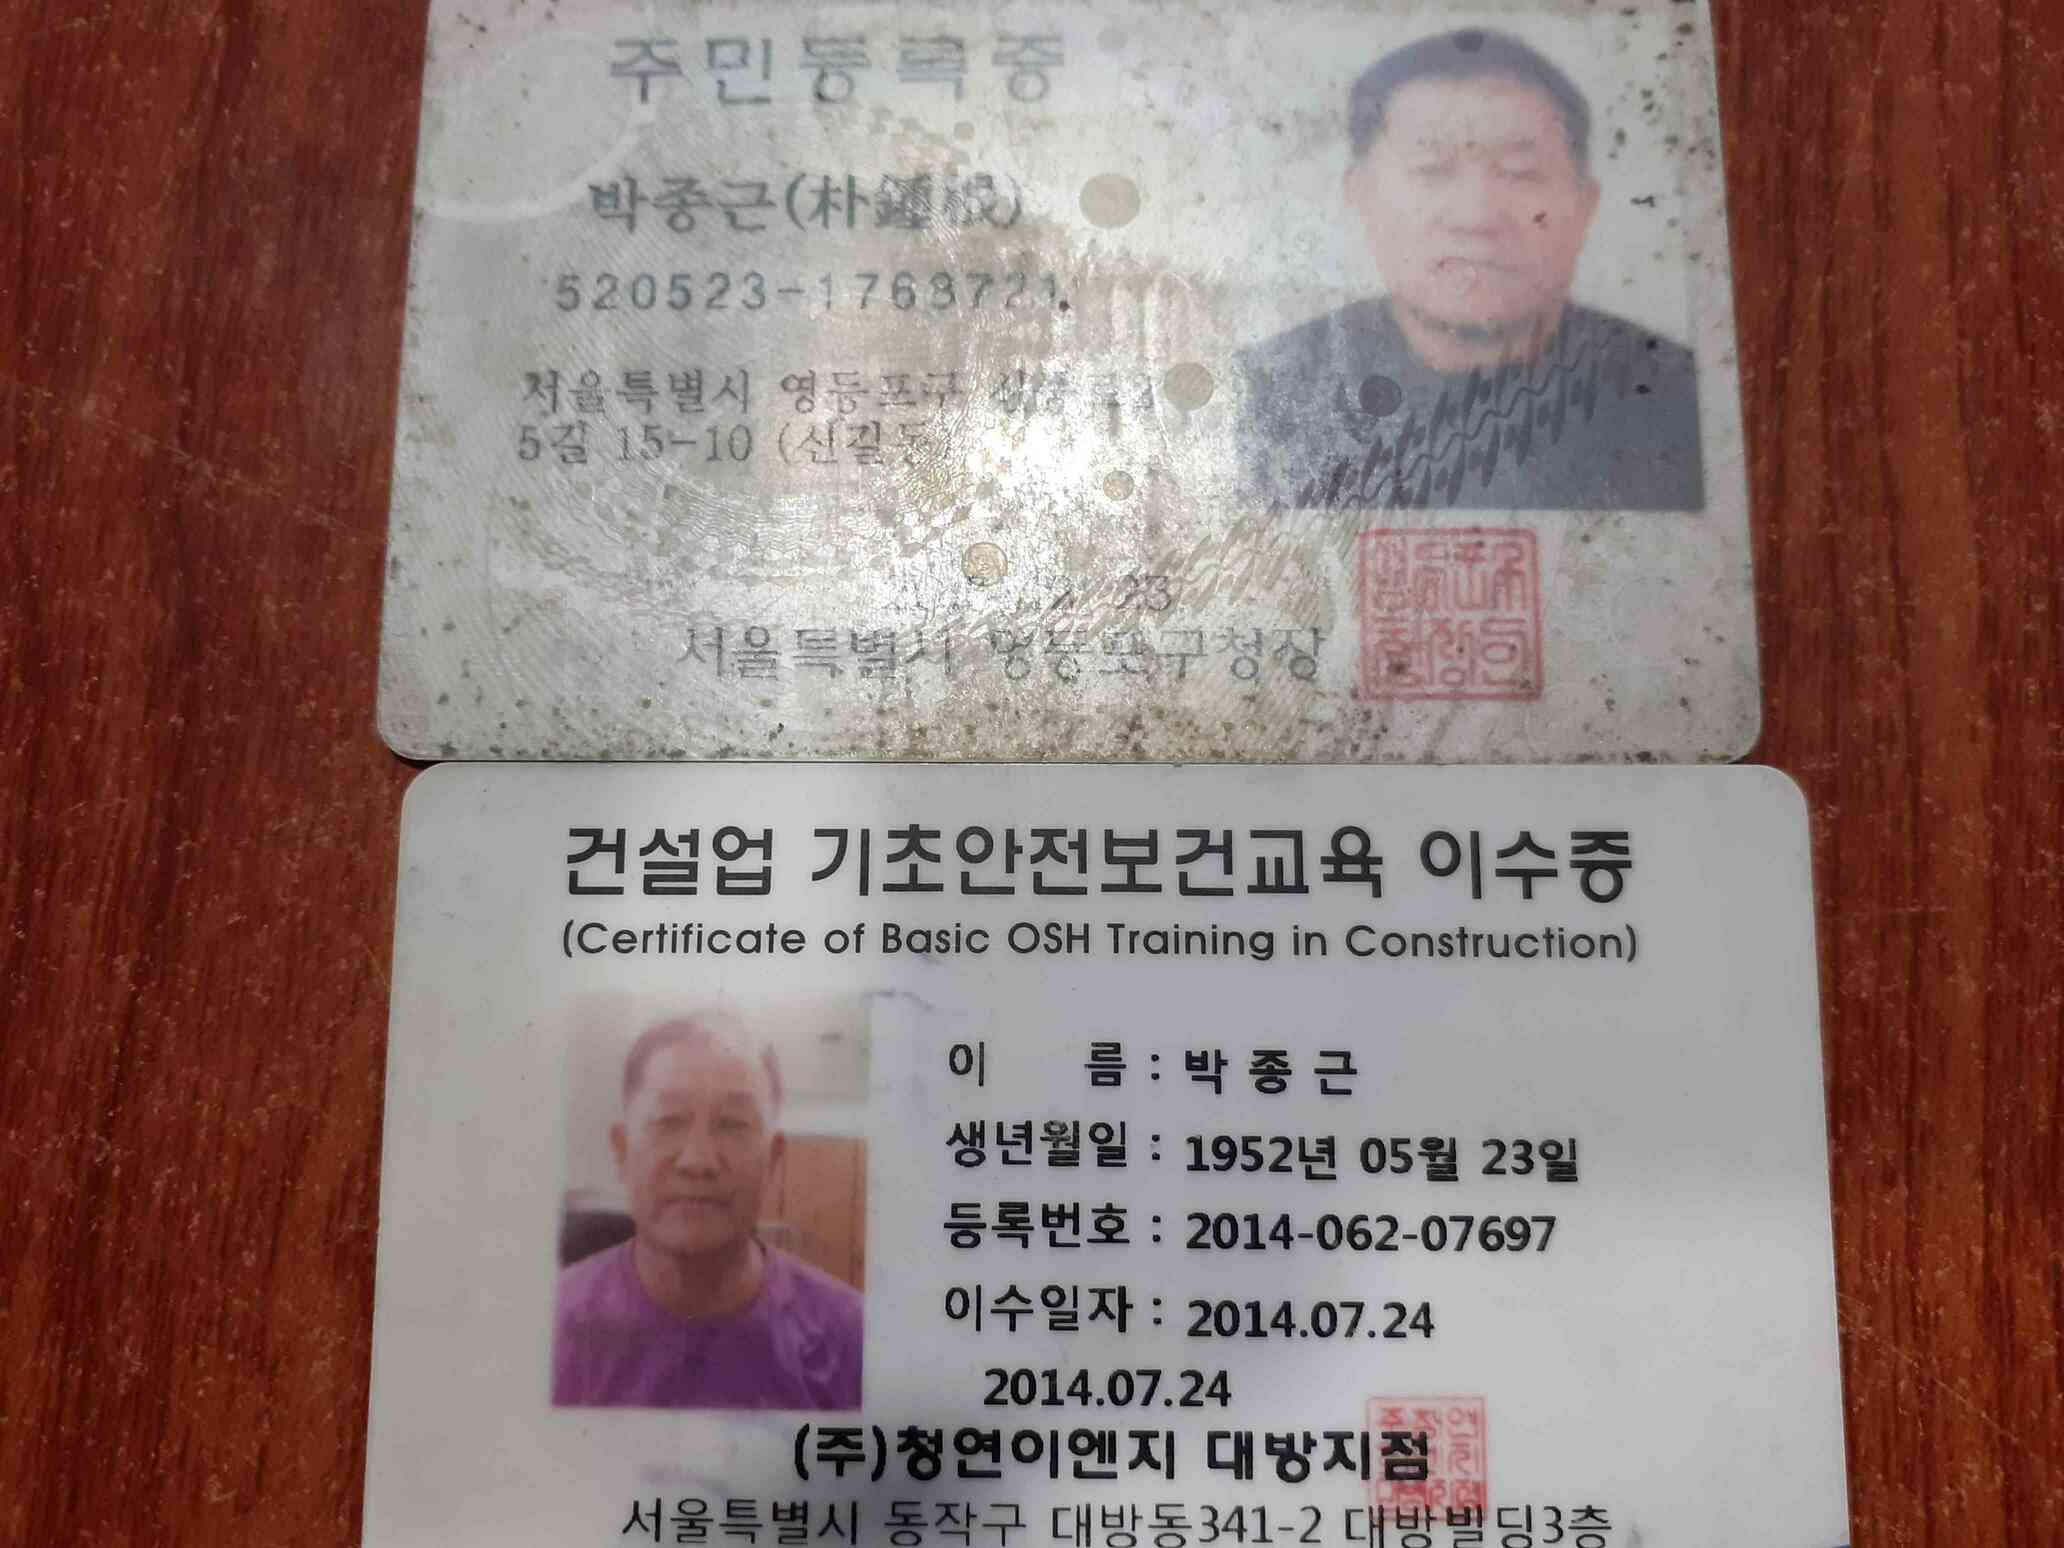 주민등록증
박종근(朴鍾根)
520523-1768721
서울특별시 영등포구
5길 15-10 (신길동)
서울특별시 영등포구청장
건설업 기초안전보건교육 이수증
(Certificate of Basic OSH Training in Construction)
이 름 : 박 종 근
생년월일 : 1952년 05월 23일
등록번호 : 2014-062-07697
이수일자 : 2014.07.24
2014.07.24
(주)청연이엔지 대방지점
서울특별시 동작구 대방동341-2 대방빌딩3층